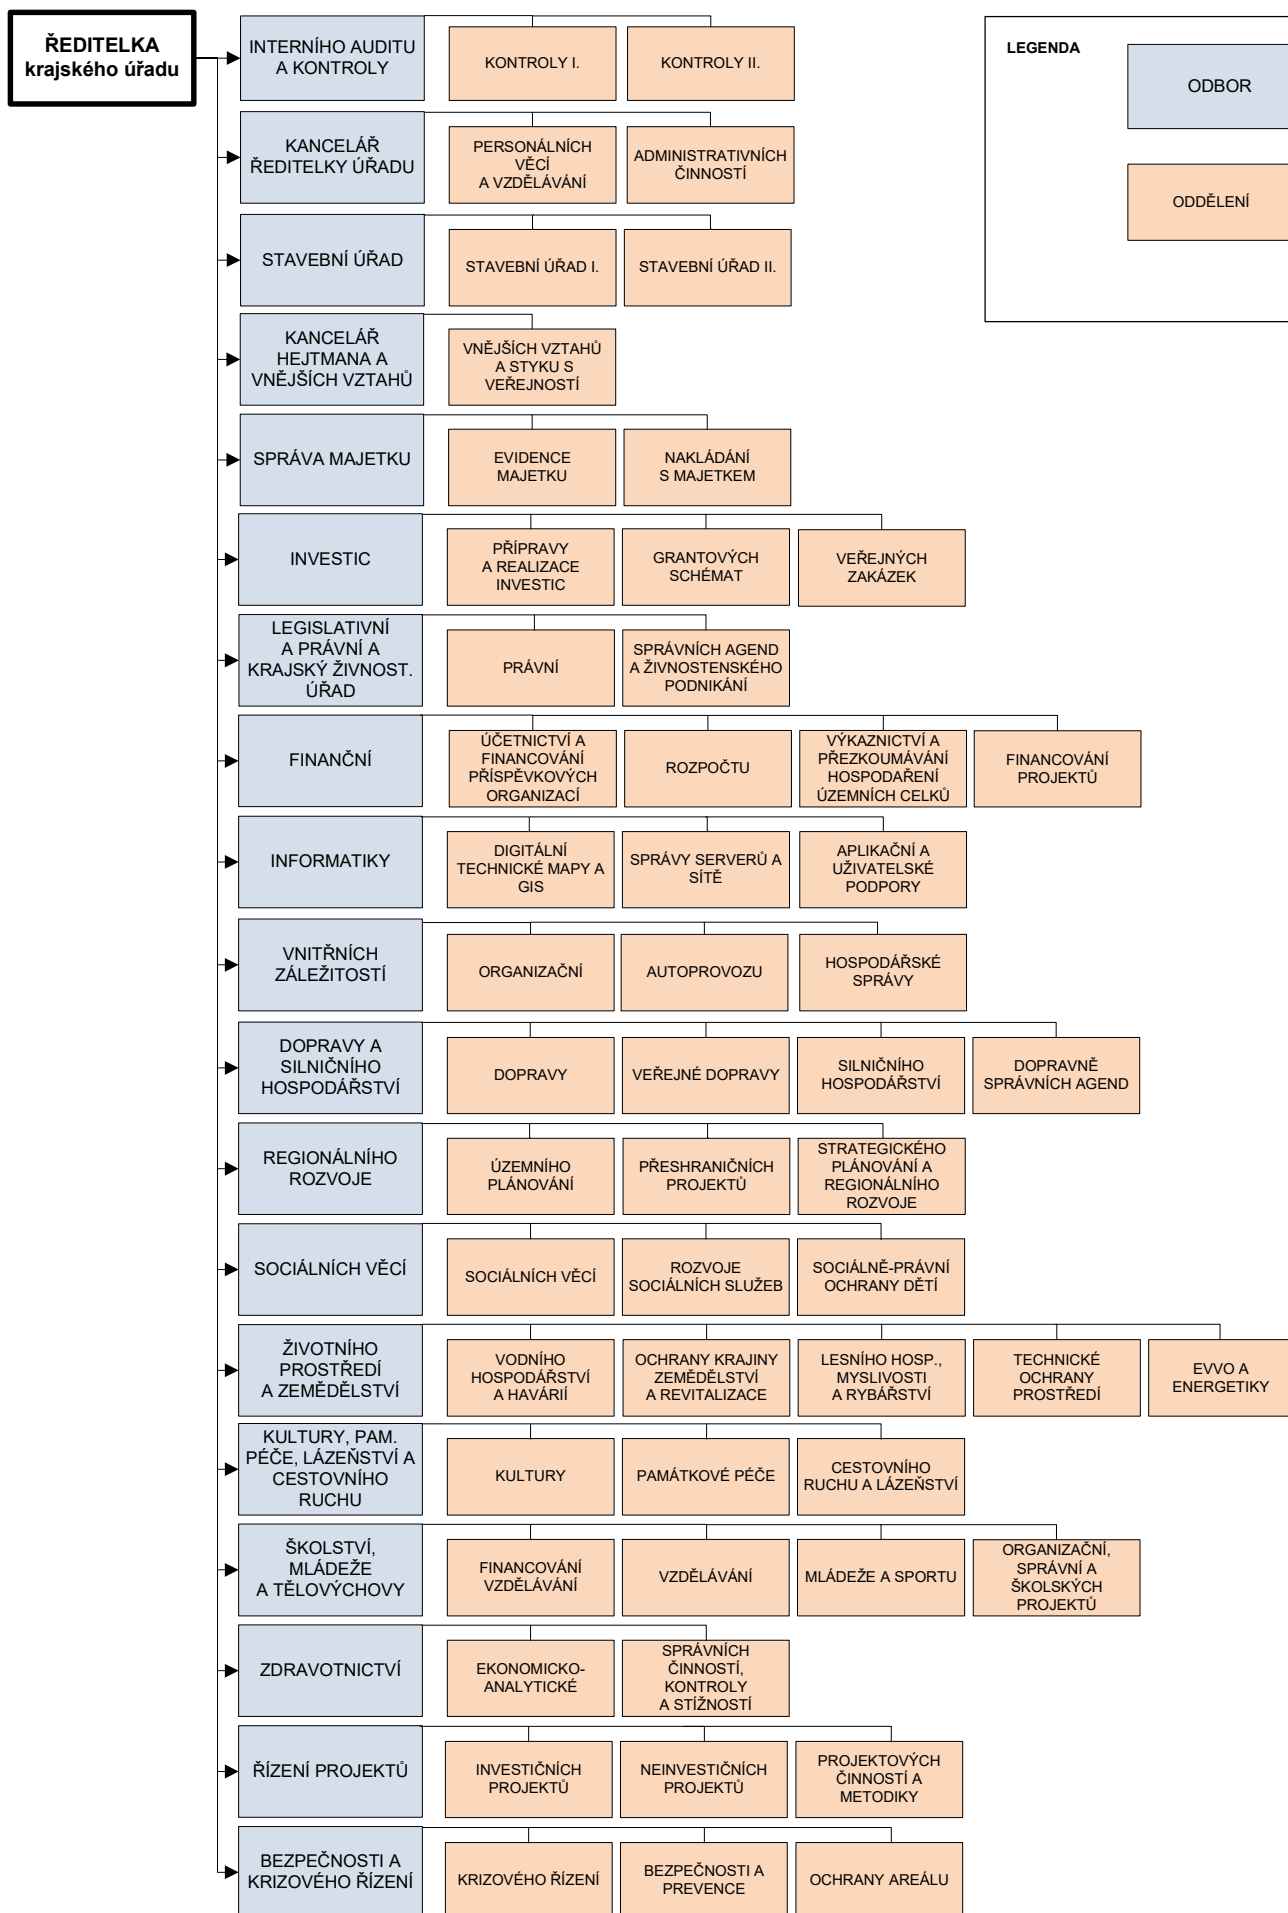 ŘEDITELKA
krajského úřadu
LEGENDA
ODBOR
ODDĚLENÍ
INTERNÍHO AUDITU
A KONTROLY
KONTROLY I.
KONTROLY II.
KANCELÁŘ
ŘEDITELKY ÚŘADU
PERSONÁLNÍCH
VĚCÍ
A VZDĚLÁVÁNÍ
ADMINISTRATIVNÍCH
ČINNOSTÍ
STAVEBNÍ ÚŘAD
STAVEBNÍ ÚŘAD I.
STAVEBNÍ ÚŘAD II.
KANCELÁŘ
HEJTMANA A
VNĚJŠÍCH VZTAHŮ
VNĚJŠÍCH VZTAHŮ
A STYKU S
VEŘEJNOSTÍ
SPRÁVA MAJETKU
EVIDENCE
MAJETKU
NAKLÁDÁNÍ
S MAJETKEM
INVESTIC
PŘÍPRAVY
A REALIZACE
INVESTIC
GRANTOVÝCH
SCHÉMAT
VEŘEJNÝCH
ZAKÁZEK
LEGISLATIVNÍ
A PRÁVNÍ A
KRAJSKÝ ŽIVNOST.
ÚŘAD
PRÁVNÍ
SPRÁVNÍCH AGEND
A ŽIVNOSTENSKÉHO
PODNIKÁNÍ
FINANČNÍ
ÚČETNICTVÍ A
FINANCOVÁNÍ
PŘÍSPĚVKOVÝCH
ORGANIZACÍ
ROZPOČTU
VÝKAZNICTVÍ A
PŘEZKOUMÁVÁNÍ
HOSPODAŘENÍ
ÚZEMNÍCH CELKŮ
FINANCOVÁNÍ
PROJEKTŮ
INFORMATIKY
DIGITÁLNÍ
TECHNICKÉ MAPY A
GIS
SPRÁVY SERVERŮ A
SÍTĚ
APLIKAČNÍ A
UŽIVATELSKÉ
PODPORY
VNITŘNÍCH
ZÁLEŽITOSTÍ
ORGANIZAČNÍ
AUTOPROVOZU
HOSPODÁŘSKÉ
SPRÁVY
DOPRAVY A
SILNIČNÍHO
HOSPODÁŘSTVÍ
DOPRAVY
VEŘEJNÉ DOPRAVY
SILNIČNÍHO
HOSPODÁŘSTVÍ
DOPRAVNĚ
SPRÁVNÍCH AGEND
REGIONÁLNÍHO
ROZVOJE
ÚZEMNÍHO
PLÁNOVÁNÍ
PŘESHRANIČNÍCH
PROJEKTŮ
STRATEGICKÉHO
PLÁNOVÁNÍ A
REGIONÁLNÍHO
ROZVOJE
SOCIÁLNÍCH VĚCÍ
SOCIÁLNÍCH VĚCÍ
ROZVOJE
SOCIÁLNÍCH SLUŽEB
SOCIÁLNĚ-PRÁVNÍ
OCHRANY DĚTÍ
ŽIVOTNÍHO
PROSTŘEDÍ
A ZEMĚDĚLSTVÍ
VODNÍHO
HOSPODÁŘSTVÍ
A HAVÁRIÍ
OCHRANY KRAJINY
ZEMĚDĚLSTVÍ
A REVITALIZACE
LESNÍHO HOSP.,
MYSLIVOSTI
A RYBÁŘSTVÍ
TECHNICKÉ
OCHRANY
PROSTŘEDÍ
EVVO A
ENERGETIKY
KULTURY, PAM.
PÉČE, LÁZEŇSTVÍ A
CESTOVNÍHO
RUCHU
KULTURY
PAMÁTKOVÉ PÉČE
CESTOVNÍHO
RUCHU A LÁZEŇSTVÍ
ŠKOLSTVÍ,
MLÁDEŽE
A TĚLOVÝCHOVY
FINANCOVÁNÍ
VZDĚLÁVÁNÍ
VZDĚLÁVÁNÍ
MLÁDEŽE A SPORTU
ORGANIZAČNÍ,
SPRÁVNÍ A
ŠKOLSKÝCH
PROJEKTŮ
ZDRAVOTNICTVÍ
EKONOMICKO-
ANALYTICKÉ
SPRÁVNÍCH
ČINNOSTÍ,
KONTROLY
A STÍŽNOSTÍ
ŘÍZENÍ PROJEKTŮ
INVESTIČNÍCH
PROJEKTŮ
NEINVESTIČNÍCH
PROJEKTŮ
PROJEKTOVÝCH
ČINNOSTÍ A
METODIKY
BEZPEČNOSTI A
KRIZOVÉHO ŘÍZENÍ
KRIZOVÉHO ŘÍZENÍ
BEZPEČNOSTI A
PREVENCE
OCHRANY AREÁLU